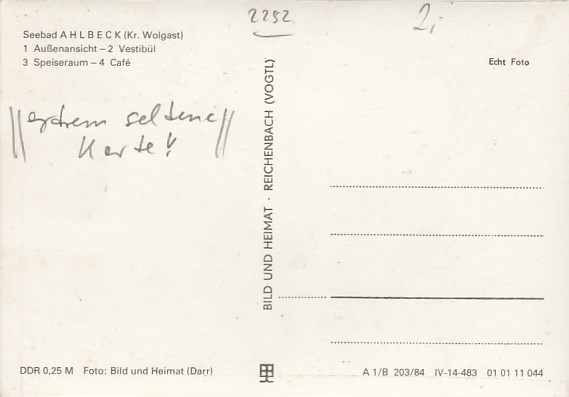 2252
2,-
Seebad AHLBECK (Kr. Wolgast)
1 Außenansicht – 2 Vestibül
3 Speiseraum – 4 Café
Echt Foto
extrem seltene
Karte!
BILD UND HEIMAT · REICHENBACH (VOGTL)
DDR 0,25 M Foto: Bild und Heimat (Darr)
A 1/B 203/84 IV-14-483 01 01 11 044